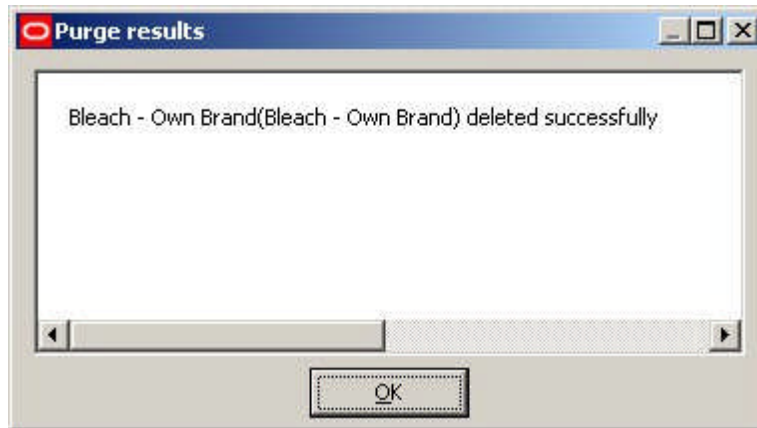 Purge results
Bleach - Own Brand(Bleach - Own Brand) deleted successfully
OK